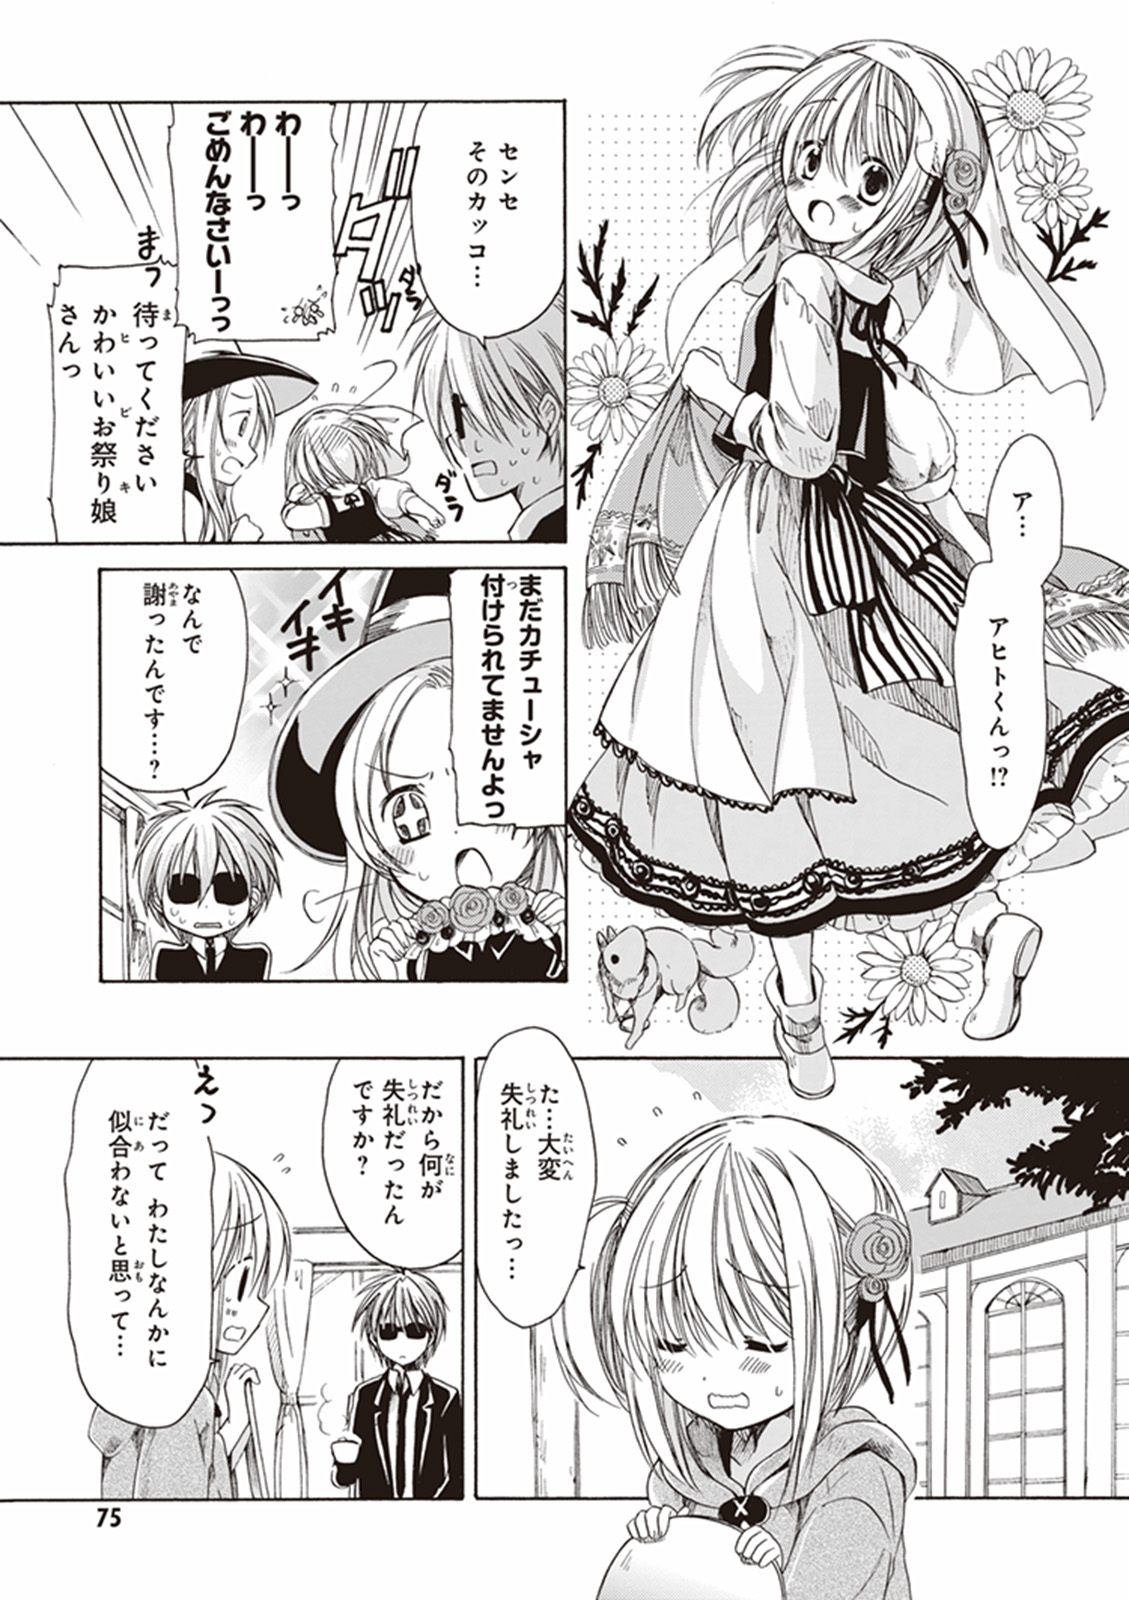 ア…
アヒトくんっ!?
センセ
そのカッコ…
ダダッ
わーーっ
わーーっ
ごめんなさいーっっ
ダラ
ダラ
まっ
待ってください
かわいいお祭り娘
さんっ
まだカチューシャ
付けられてませんよっ
イキ
イキ
なんで
謝ったんです…?
た…大変
失礼しましたっ…
だから何が
失礼だったん
ですか?
えっ
だって わたしなんかに
似合わないと思って…
75